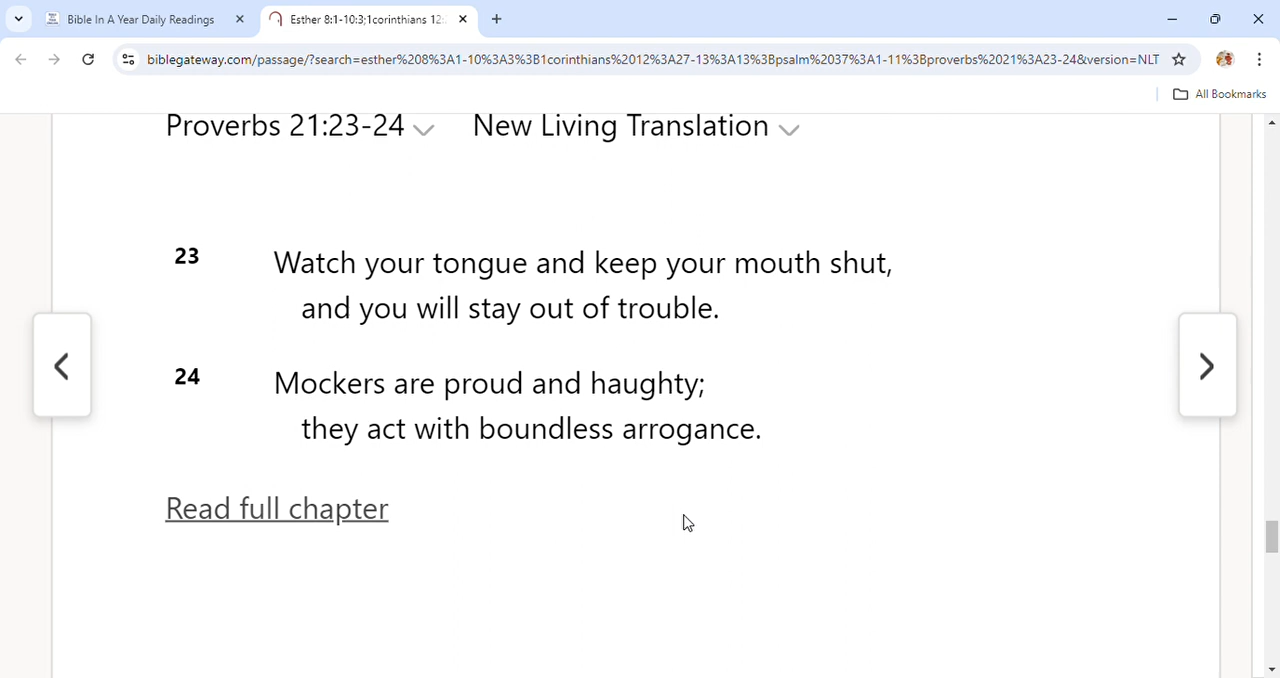 Bible In A Year Daily Readings
Esther 8:1-10:3;1corinthians 12:
biblegateway.com/passage/?search=esther%208%3A1-10%3A3%3B1corinthians%2012%3A27-13%3A13%3Bpsalm%2037%3A1-11%3Bproverbs%2021%3A23-24&version=NLT
All Bookmarks
Proverbs 21:23-24 New Living Translation
23 Watch your tongue and keep your mouth shut,
and you will stay out of trouble.
24 Mockers are proud and haughty;
they act with boundless arrogance.
Read full chapter